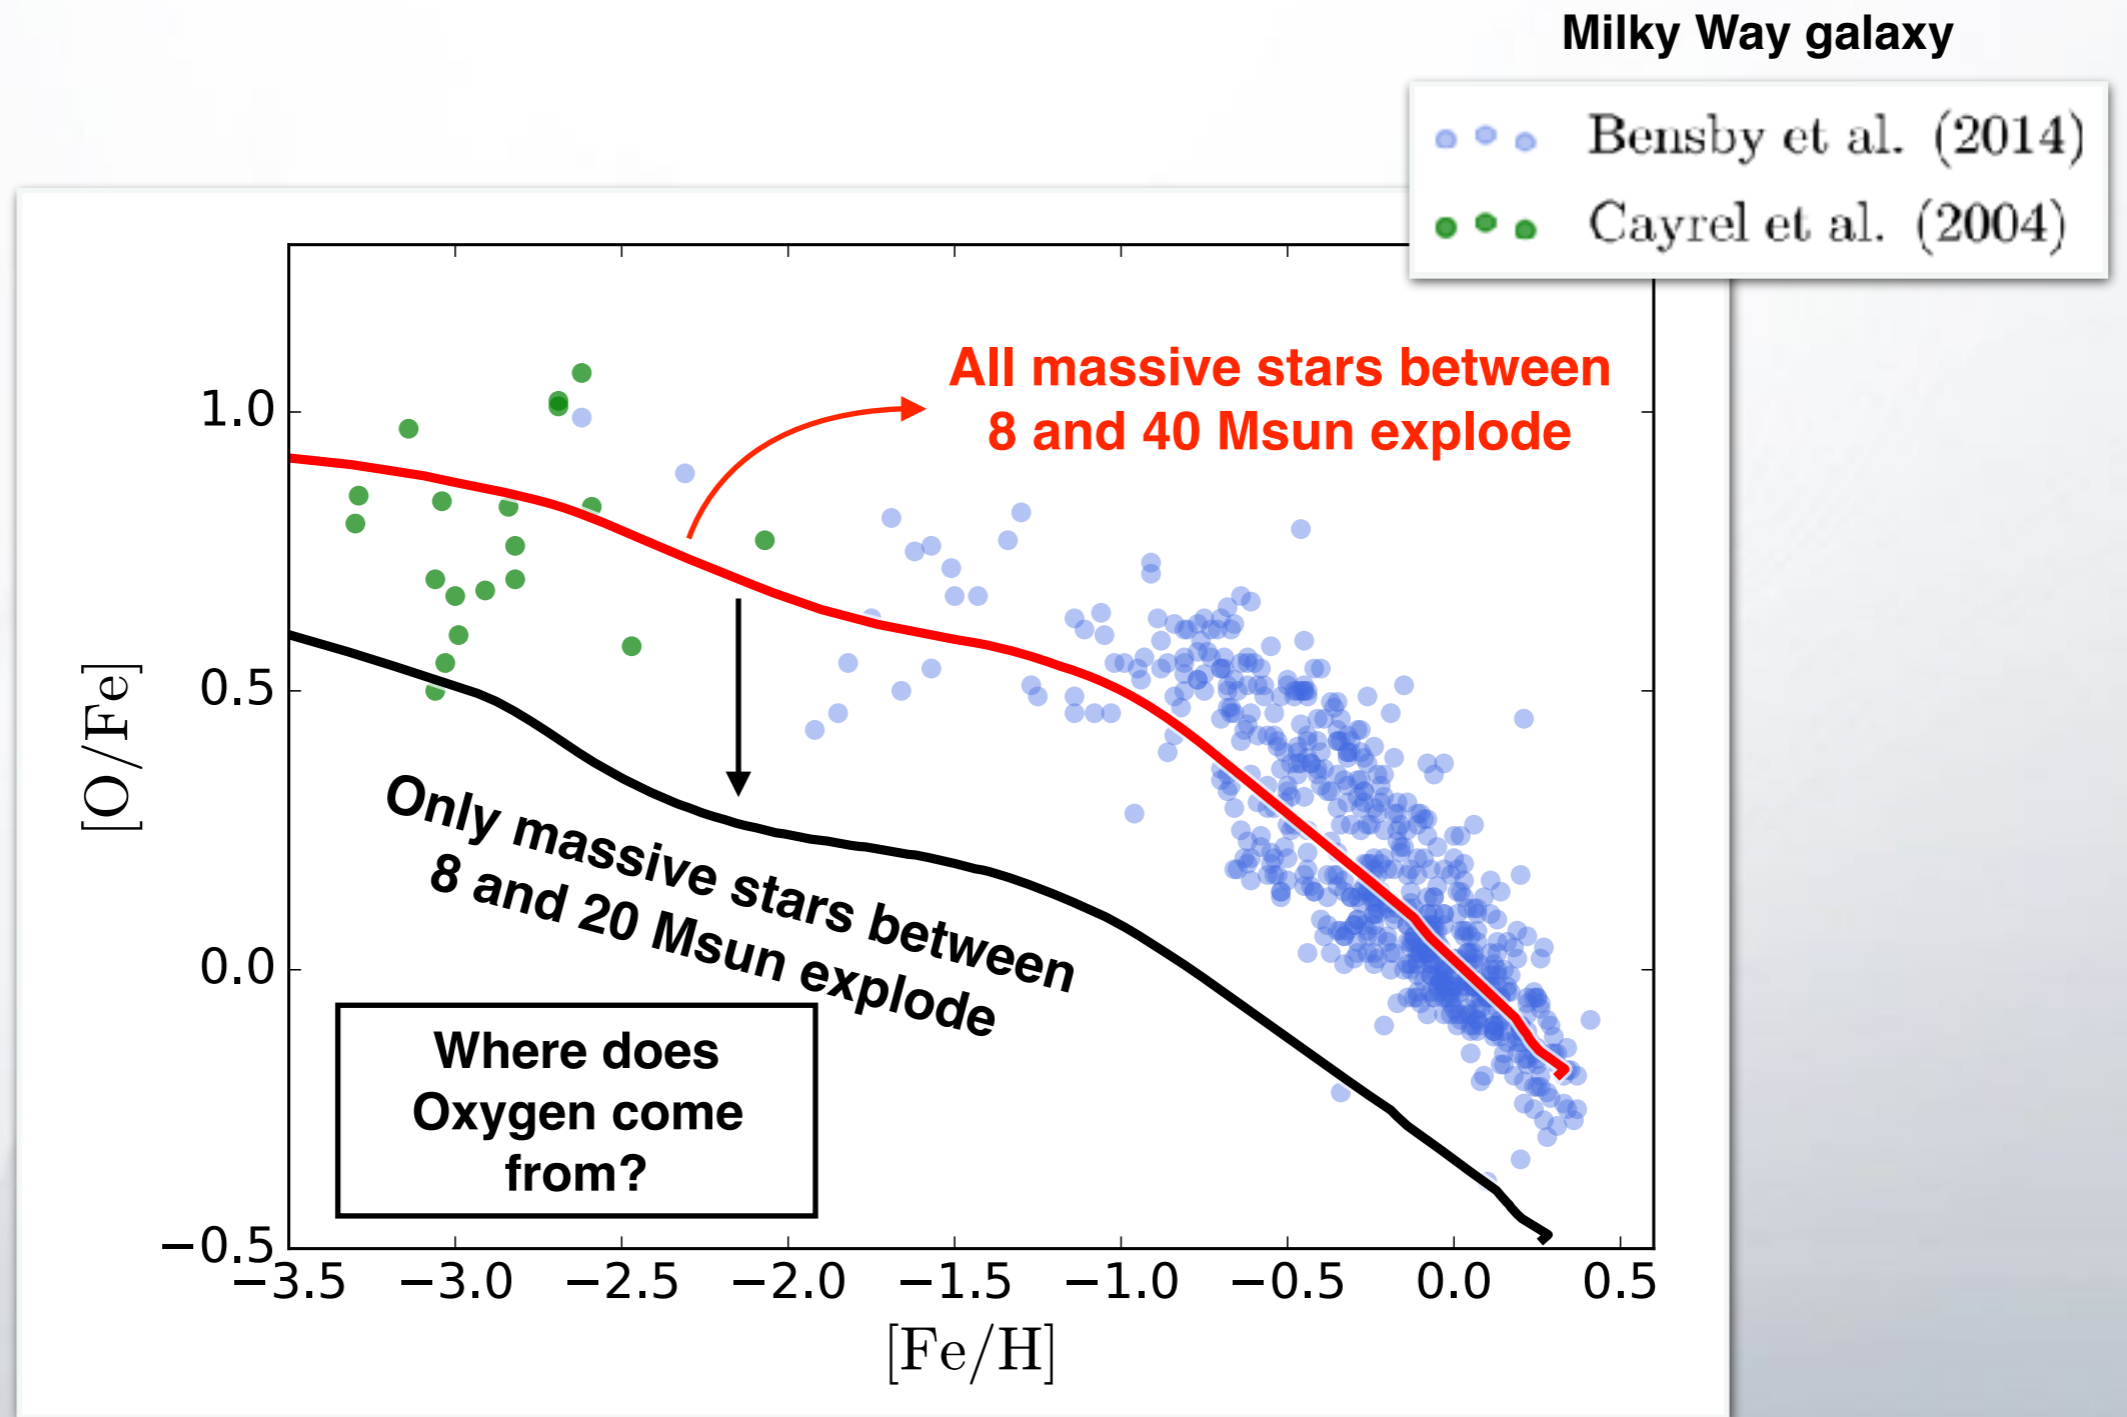 Milky Way galaxy
Bensby et al. (2014)
Cayrel et al. (2004)
All massive stars between
8 and 40 Msun explode
Only massive stars between
8 and 20 Msun explode
Where does
Oxygen come
from?
[O/Fe]
1.0
0.5
0.0
−0.5
−3.5 −3.0 −2.5 −2.0 −1.5 −1.0 −0.5 0.0 0.5
[Fe/H]